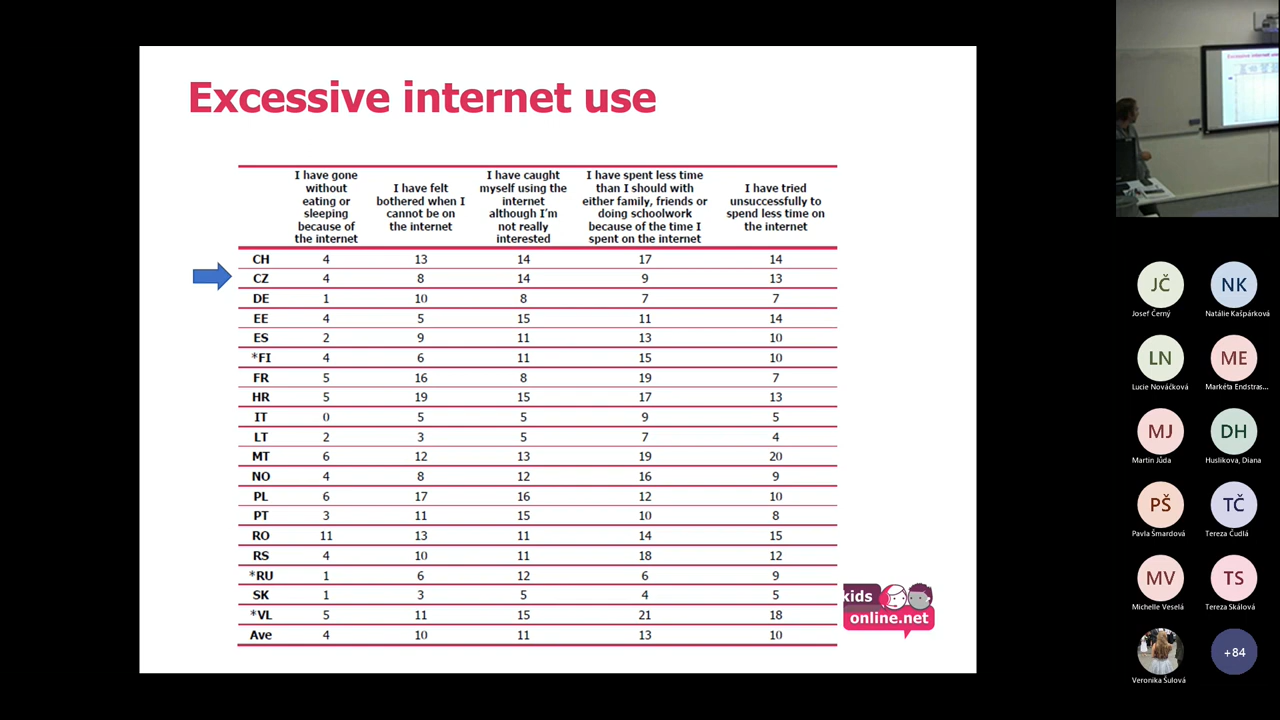 Excessive internet use
I have gone
without
eating or
sleeping
because of
the internet
I have felt
bothered when I
cannot be on
the internet
I have caught
myself using the
internet
although I'm
not really
interested
I have spent less time
than I should with
either family, friends or
doing schoolwork
because of the time I
spent on the internet
I have tried
unsuccessfully to
spend less time on
the internet
CH 4 13 14 17 14
CZ 4 8 14 9 13
DE 1 10 8 7 7
EE 4 5 15 11 14
ES 2 9 11 13 10
*FI 4 6 11 15 10
FR 5 16 8 19 7
HR 5 19 15 17 13
IT 0 5 5 9 5
LT 2 3 5 7 4
MT 6 12 13 19 20
NO 4 8 12 16 9
PL 6 17 16 12 10
PT 3 11 15 10 8
RO 11 13 11 14 15
RS 4 10 11 18 12
*RU 1 6 12 6 9
SK 1 3 5 4 5
*VL 5 11 15 21 18
Ave 4 10 11 13 10
kids
online.net
JČ NK
Josef Černý Natálie Kašpárková
LN ME
Lucie Nováčková Markéta Endstras...
MJ DH
Martin Jůda Huslikova, Diana
PŠ TČ
Pavla Šmardová Tereza Čudlá
MV TS
Michelle Veselá Tereza Skálová
+84
Veronika Šulová